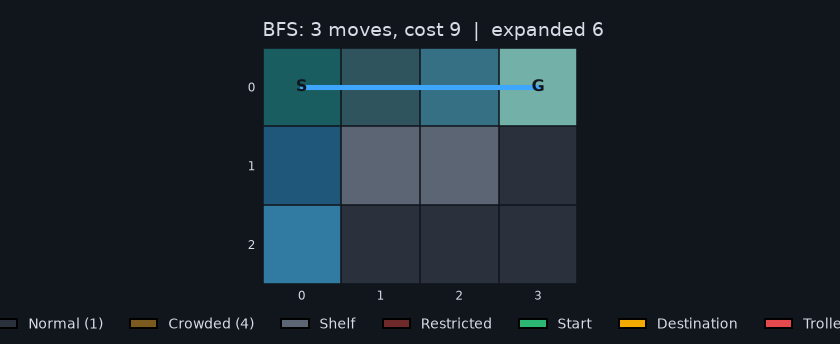 BFS: 3 moves, cost 9 | expanded 6
S G
0
1
2
0 1 2 3
Normal (1) Crowded (4) Shelf Restricted Start Destination Trolle